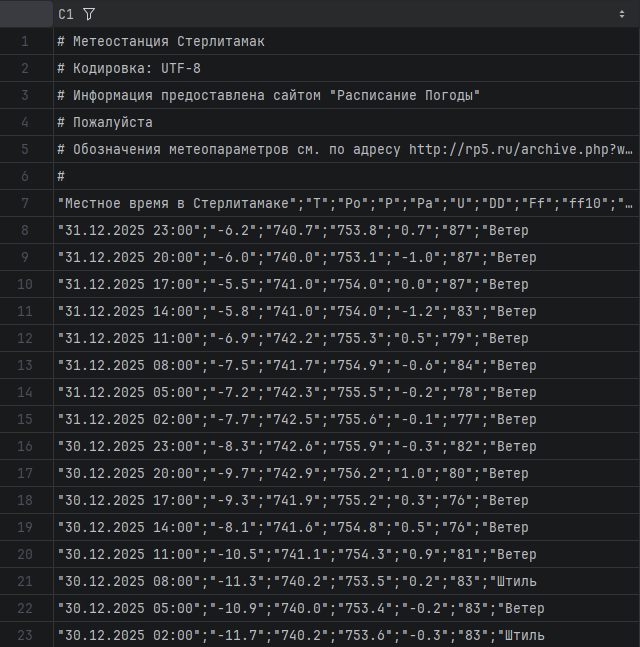 C1
1 # Метеостанция Стерлитамак
2 # Кодировка: UTF-8
3 # Информация предоставлена сайтом "Расписание Погоды"
4 # Пожалуйста
5 # Обозначения метеопараметров см. по адресу http://rp5.ru/archive.php?w…
6 #
7 "Местное время в Стерлитамаке";"T";"Po";"P";"Pa";"U";"DD";"Ff";"ff10";"…
8 "31.12.2025 23:00";"-6.2";"740.7";"753.8";"0.7";"87";"Ветер
9 "31.12.2025 20:00";"-6.0";"740.0";"753.1";"-1.0";"87";"Ветер
10 "31.12.2025 17:00";"-5.5";"741.0";"754.0";"0.0";"87";"Ветер
11 "31.12.2025 14:00";"-5.8";"741.0";"754.0";"-1.2";"83";"Ветер
12 "31.12.2025 11:00";"-6.9";"742.2";"755.3";"0.5";"79";"Ветер
13 "31.12.2025 08:00";"-7.5";"741.7";"754.9";"-0.6";"84";"Ветер
14 "31.12.2025 05:00";"-7.2";"742.3";"755.5";"-0.2";"78";"Ветер
15 "31.12.2025 02:00";"-7.7";"742.5";"755.6";"-0.1";"77";"Ветер
16 "30.12.2025 23:00";"-8.3";"742.6";"755.9";"-0.3";"82";"Ветер
17 "30.12.2025 20:00";"-9.7";"742.9";"756.2";"1.0";"80";"Ветер
18 "30.12.2025 17:00";"-9.3";"741.9";"755.2";"0.3";"76";"Ветер
19 "30.12.2025 14:00";"-8.1";"741.6";"754.8";"0.5";"76";"Ветер
20 "30.12.2025 11:00";"-10.5";"741.1";"754.3";"0.9";"81";"Ветер
21 "30.12.2025 08:00";"-11.3";"740.2";"753.5";"0.2";"83";"Штиль
22 "30.12.2025 05:00";"-10.9";"740.0";"753.4";"-0.2";"83";"Ветер
23 "30.12.2025 02:00";"-11.7";"740.2";"753.6";"-0.3";"83";"Штиль